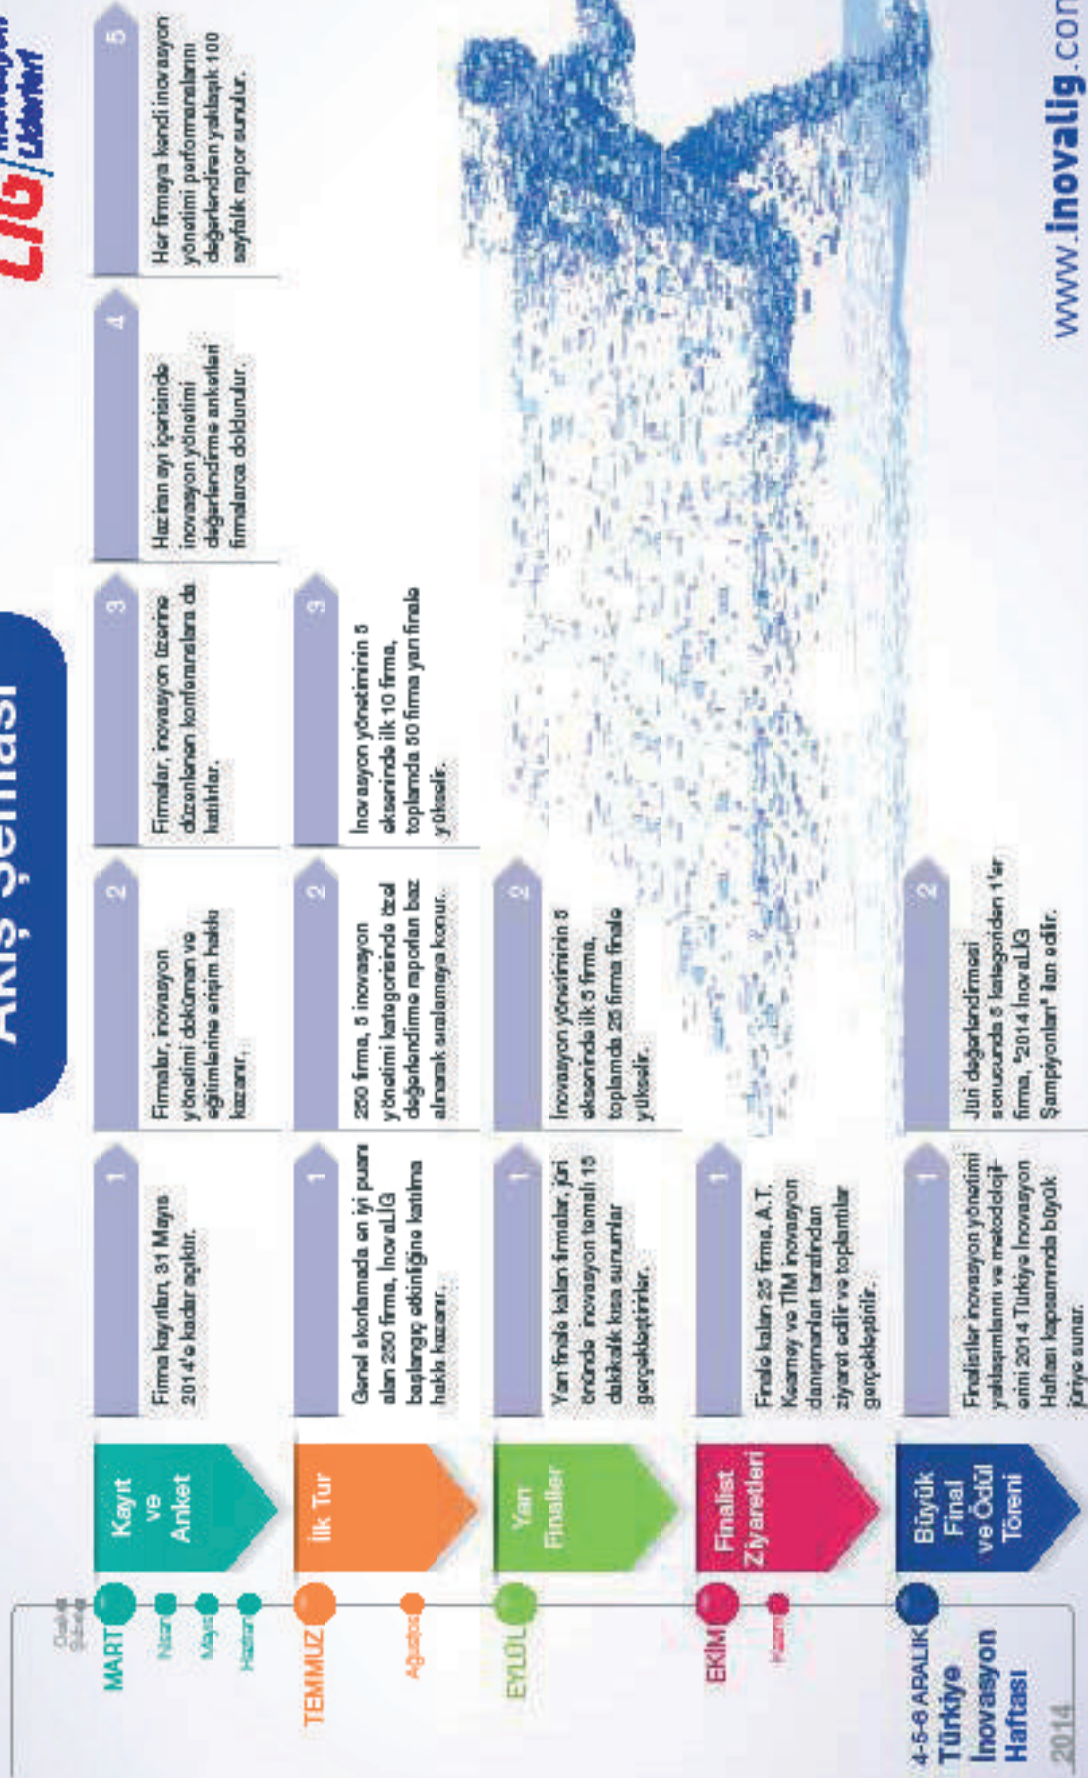 LİG
Akış Şeması
Ocak
Şubat
MART
Nisan
Mayıs
Haziran
Kayıt
ve
Anket
1
Firma kayıtları, 31 Mayıs
2014'e kadar açıktır.
2
Firmalar, inovasyon
yönetimi doküman ve
eğitimlerine erişim hakkı
kazanır.
3
Firmalar, inovasyon üzerine
düzenlenen konferanslara da
katılırlar.
4
Haziran ayı içerisinde
inovasyon yönetimi
değerlendirme anketleri
firmalarca doldurulur.
5
Her firmaya kendi inovasyon
yönetimi performanslarını
değerlendiren yaklaşık 100
sayfalık rapor sunulur.
TEMMUZ
Ağustos
İlk Tur
1
Genel skorlamada en iyi puanı
alan 250 firma, İnovaLİG
başlangıç etkinliğine katılma
hakkı kazanır.
2
250 firma, 5 inovasyon
yönetimi kategorisinde özel
değerlendirme raporları baz
alınarak sıralamaya konur.
3
İnovasyon yönetiminin 5
ekseninde ilk 10 firma,
toplamda 50 firma yarı finale
yükselir.
EYLÜL
Yarı
Finaller
1
Yarı finale kalan firmalar, jüri
önünde inovasyon temalı 15
dakikalık kısa sunumlar
gerçekleştirirler.
2
İnovasyon yönetiminin 5
ekseninde ilk 5 firma,
toplamda 25 firma finale
yükselir.
EKİM
Kasım
Finalist
Ziyaretleri
1
Finale kalan 25 firma, A.T.
Kearney ve TİM inovasyon
danışmanları tarafından
ziyaret edilir ve toplantılar
gerçekleştirilir.
4-5-6 ARALIK
Türkiye
İnovasyon
Haftası
2014
Büyük
Final
ve Ödül
Töreni
1
Finalistler inovasyon yönetimi
yaklaşımlarını ve metodoloji-
erini 2014 Türkiye İnovasyon
Haftası kapsamında büyük
jüriye sunar.
2
Jüri değerlendirmesi
sonucunda 5 kategoriden 1'er
firma, "2014 İnovaLİG
Şampiyonları" ilan edilir.
www.inovalig.com